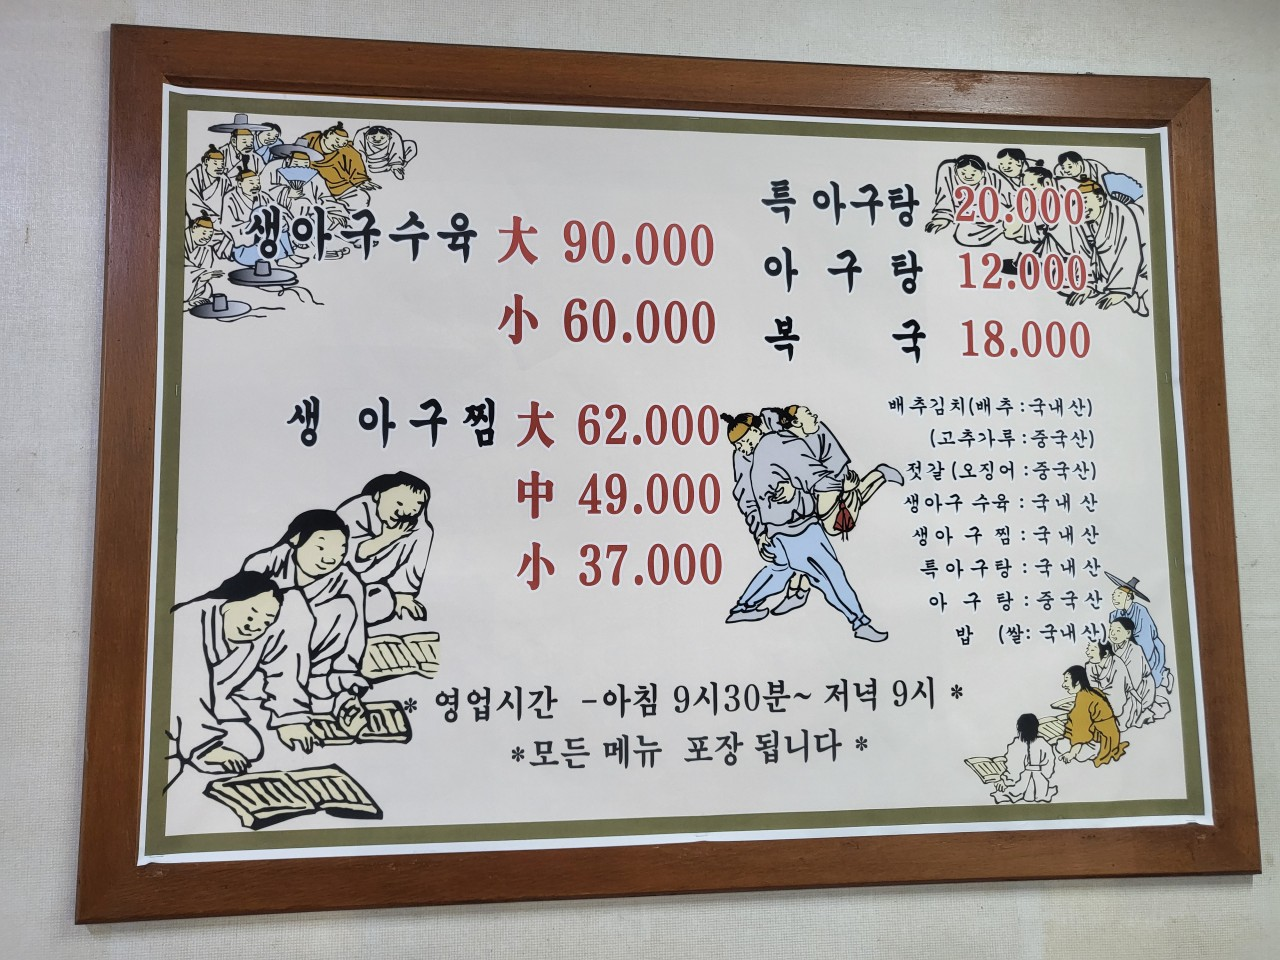 생아구수육 大 90.000
小 60.000
생 아구찜 大 62.000
中 49.000
小 37.000
특 아구탕 20.000
아 구 탕 12.000
복 국 18.000
배추김치(배추:국내산)
(고추가루:중국산)
젓갈(오징어:중국산)
생아구 수육 : 국내산
생아구찜 : 국내산
특아구탕 : 국내산
아 구 탕 : 중국산
밥 (쌀: 국내산)
* 영업시간 -아침 9시30분~ 저녁 9시 *
*모든 메뉴 포장 됩니다 *